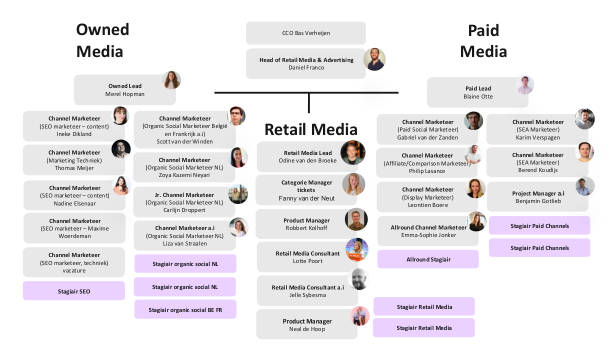 Owned
Media
CCO Bas Verheijen
Head of Retail Media & Advertising
Daniel Franco
Paid
Media
Owned Lead
Merel Hopman
Channel Marketeer
(SEO marketeer – content)
Ineke Dikland
Channel Marketeer
(Marketing Techniek)
Thomas Meijer
Channel Marketeer
(SEO marketeer – content)
Nadine Elsenaar
Channel Marketeer
(SEO marketeer – Maxime
Woerdeman
Channel Marketeer
(SEO marketeer, techniek)
vacature
Stagiair SEO
Channel Marketeer
(Organic Social Marketeer België
en Frankrijk a.i)
Scott van der Winden
Channel Marketeer
(Organic Social Marketeer NL)
Zoya Kazemi Neyari
Jr. Channel Marketeer
(Organic Social Marketeer NL)
Carlijn Droppert
Channel Marketeer a.i
(Organic Social Marketeer NL)
Liza van Straalen
Stagiair organic social NL
Stagiair organic social NL
Stagiair organic social BE FR
Retail Media
Retail Media Lead
Odine van den Broeke
Categorie Manager
tickets
Fanny van der Neut
Product Manager
Robbert Kolhoff
Retail Media Consultant
Lotte Poort
Retail Media Consultant a.i
Jelle Sybesma
Product Manager
Neal de Hoop
Paid Lead
Blaine Otte
Channel Marketeer
(Paid Social Marketeer)
Gabriel van der Zanden
Channel Marketeer
(Affiliate/Comparison Marketeer)
Philip Lasance
Channel Marketeer
(Display Marketeer)
Leontien Boere
Allround Channel Marketeer
Emma-Sophie Jonker
Allround Stagiair
Stagiair Retail Media
Stagiair Retail Media
Channel Marketeer
(SEA Marketeer)
Karim Verspagen
Channel Marketeer
(SEA Marketeer)
Berend Koudijs
Project Manager a.i
Benjamin Gotlieb
Stagiair Paid Channels
Stagiair Paid Channels